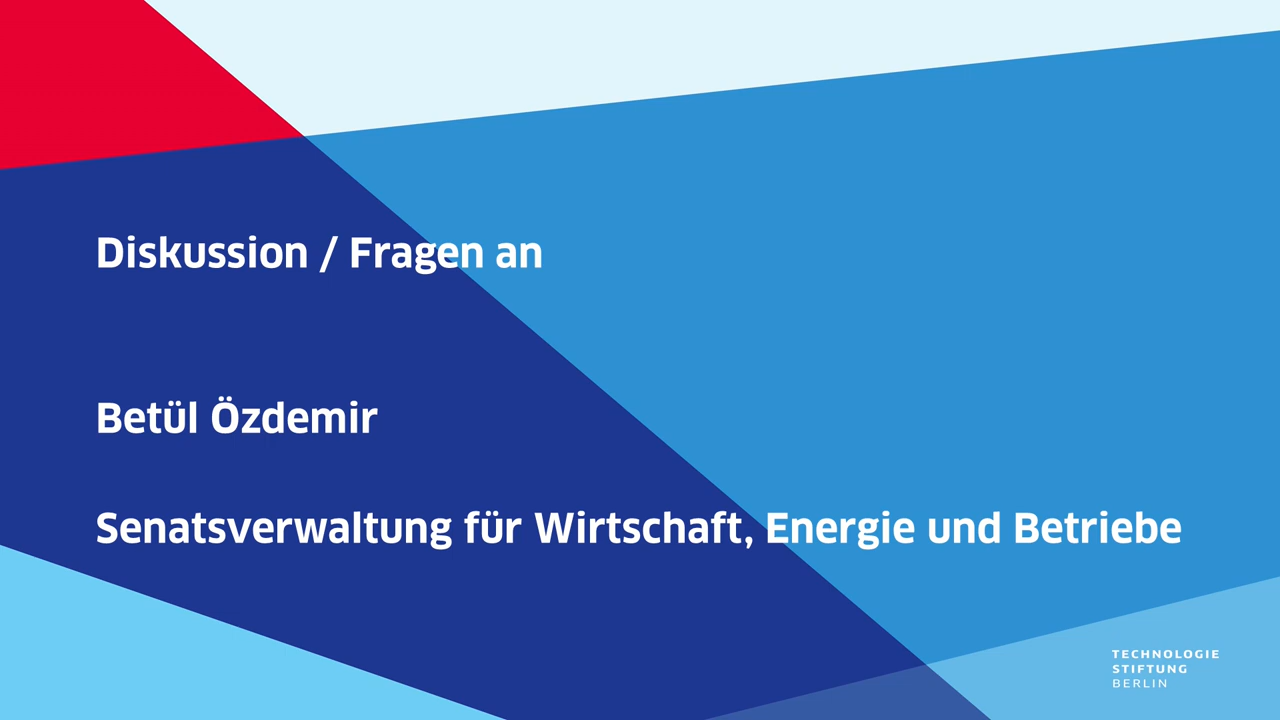 Diskussion / Fragen an
Betül Özdemir
Senatsverwaltung für Wirtschaft, Energie und Betriebe
TECHNOLOGIE
STIFTUNG
BERLIN